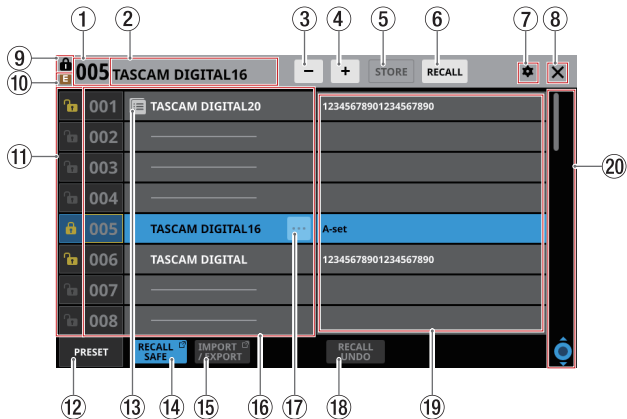 ① ② ③ ④ ⑤ ⑥ ⑦ ⑧
⑨ 005 TASCAM DIGITAL16 − + STORE RECALL
⑩ E
001 TASCAM DIGITAL20 12345678901234567890
002
⑪ 003 ⑳
004
005 TASCAM DIGITAL16 ... A-set
006 TASCAM DIGITAL 12345678901234567890
007
008
PRESET RECALL SAFE IMPORT / EXPORT RECALL UNDO
⑫ ⑬ ⑭ ⑮ ⑯ ⑰ ⑱ ⑲